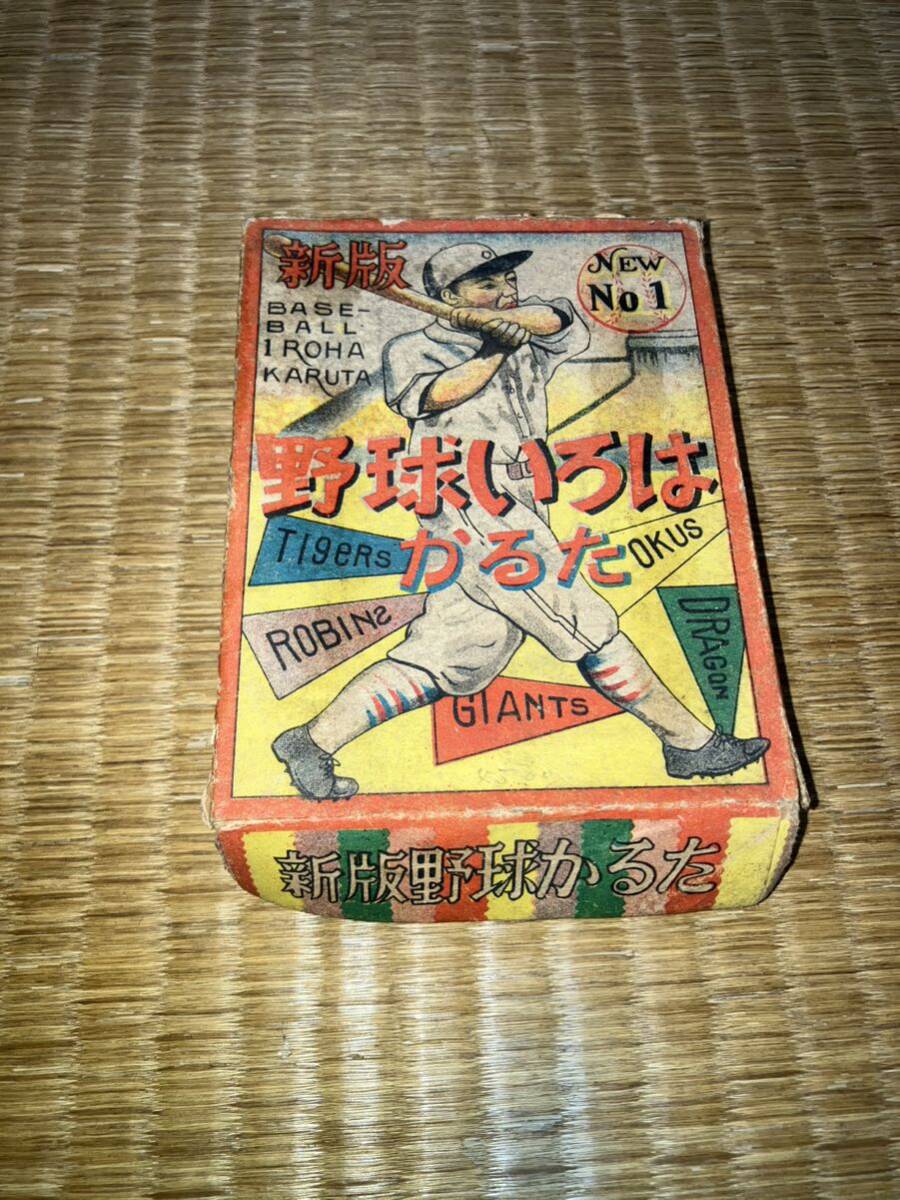 新版
NEW
No 1
BASE-
BALL
IROHA
KARUTA
野球いろは
かるた
TIgeRS
OKUS
ROBINS
DRAGON
GIANTS
新版野球かるた